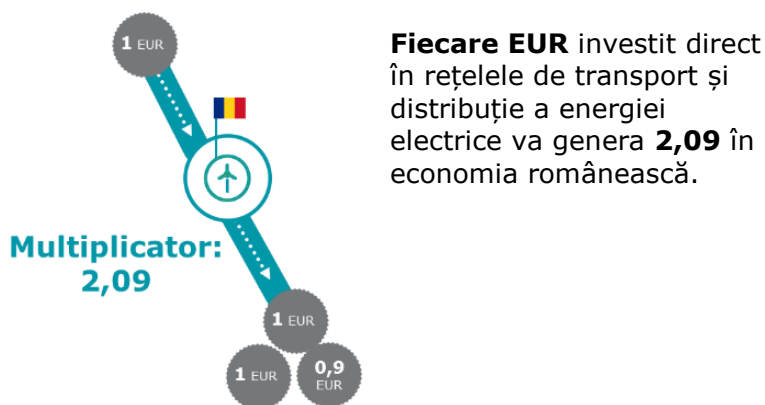 1 EUR
Fiecare EUR investit direct
în rețelele de transport și
distribuție a energiei
electrice va genera 2,09 în
economia românească.
Multiplicator:
2,09
1 EUR
1 EUR
0,9
EUR